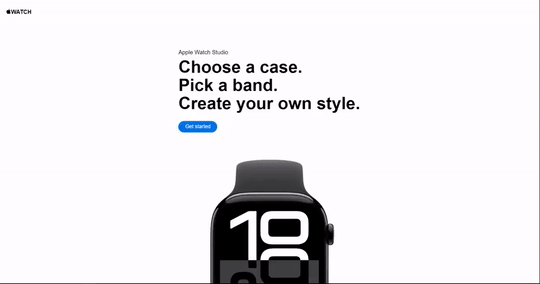 WATCH
Apple Watch Studio
Choose a case.
Pick a band.
Create your own style.
Get started
10